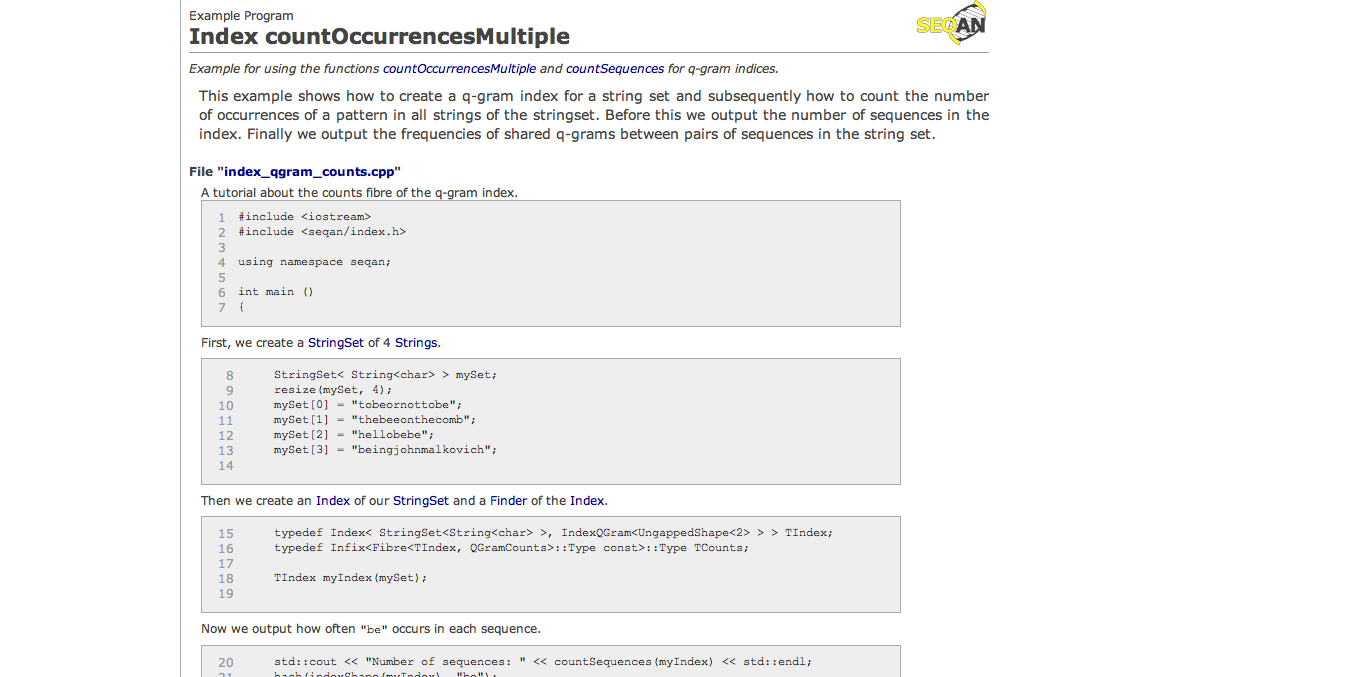 Example Program
SEQAN
Index countOccurrencesMultiple
Example for using the functions countOccurrencesMultiple and countSequences for q-gram indices.
This example shows how to create a q-gram index for a string set and subsequently how to count the number
of occurrences of a pattern in all strings of the stringset. Before this we output the number of sequences in the
index. Finally we output the frequencies of shared q-grams between pairs of sequences in the string set.
File "index_qgram_counts.cpp"
A tutorial about the counts fibre of the q-gram index.
1 #include <iostream>
2 #include <seqan/index.h>
3
4 using namespace seqan;
5
6 int main ()
7 {
First, we create a StringSet of 4 Strings.
8 StringSet< String<char> > mySet;
9 resize(mySet, 4);
10 mySet[0] = "tobeornottobe";
11 mySet[1] = "thebeeonthecomb";
12 mySet[2] = "hellobebe";
13 mySet[3] = "beingjohnmalkovich";
14
Then we create an Index of our StringSet and a Finder of the Index.
15 typedef Index< StringSet<String<char> >, IndexQGram<UngappedShape<2> > > TIndex;
16 typedef Infix<Fibre<TIndex, QGramCounts>::Type const>::Type TCounts;
17
18 TIndex myIndex(mySet);
19
Now we output how often "be" occurs in each sequence.
20 std::cout << "Number of sequences: " << countSequences(myIndex) << std::endl;
21 hash(indexShape(myIndex), "be");